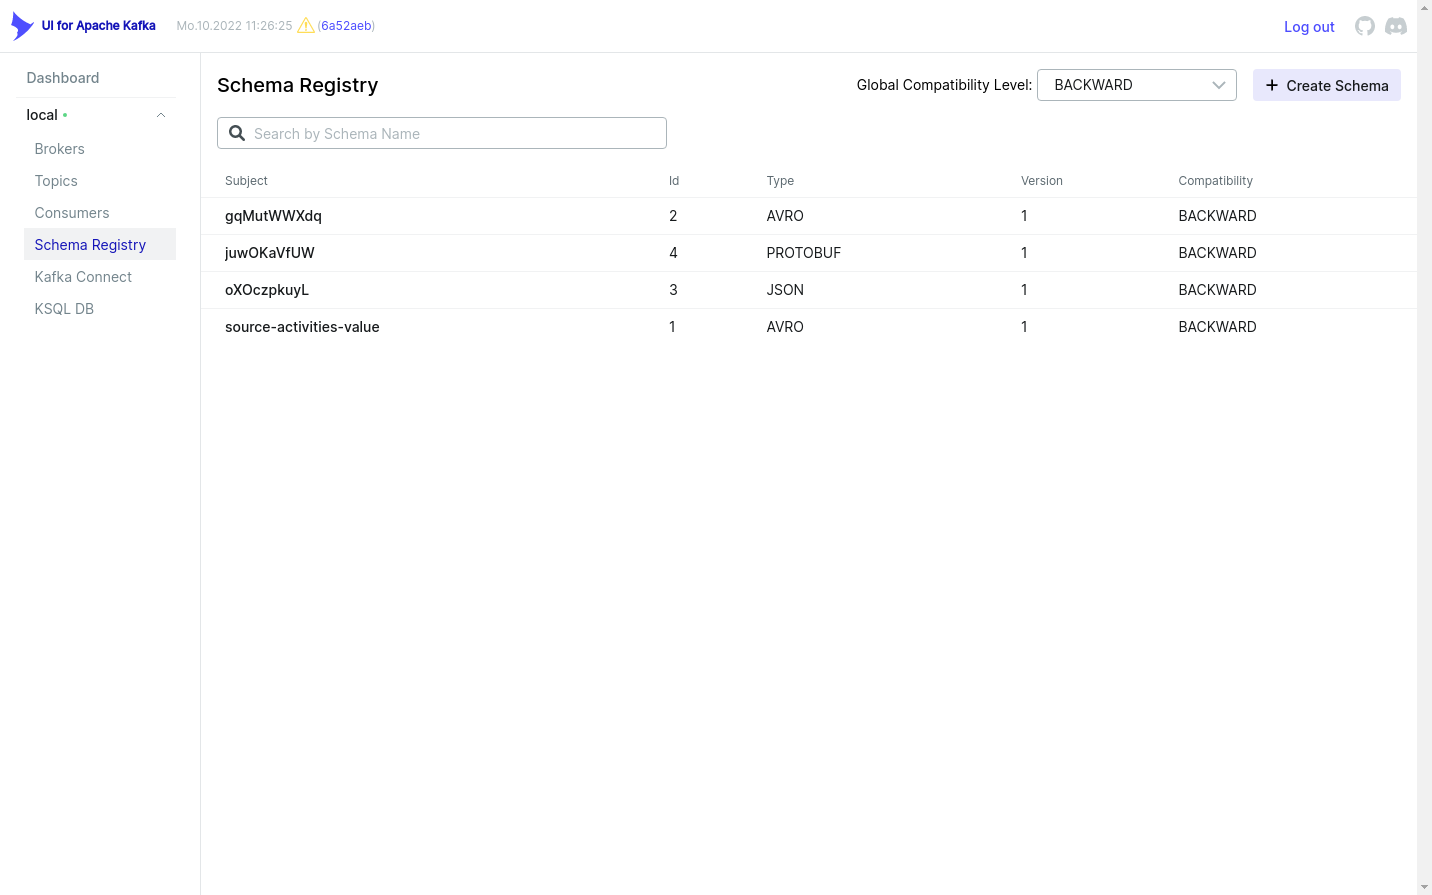 UI for Apache Kafka Mo.10.2022 11:26:25 (6a52aeb) Log out
Dashboard
local
Brokers
Topics
Consumers
Schema Registry
Kafka Connect
KSQL DB
Schema Registry Global Compatibility Level: BACKWARD Create Schema
Search by Schema Name
Subject Id Type Version Compatibility
gqMutWWXdq 2 AVRO 1 BACKWARD
juwOKaVfUW 4 PROTOBUF 1 BACKWARD
oXOczpkuyL 3 JSON 1 BACKWARD
source-activities-value 1 AVRO 1 BACKWARD